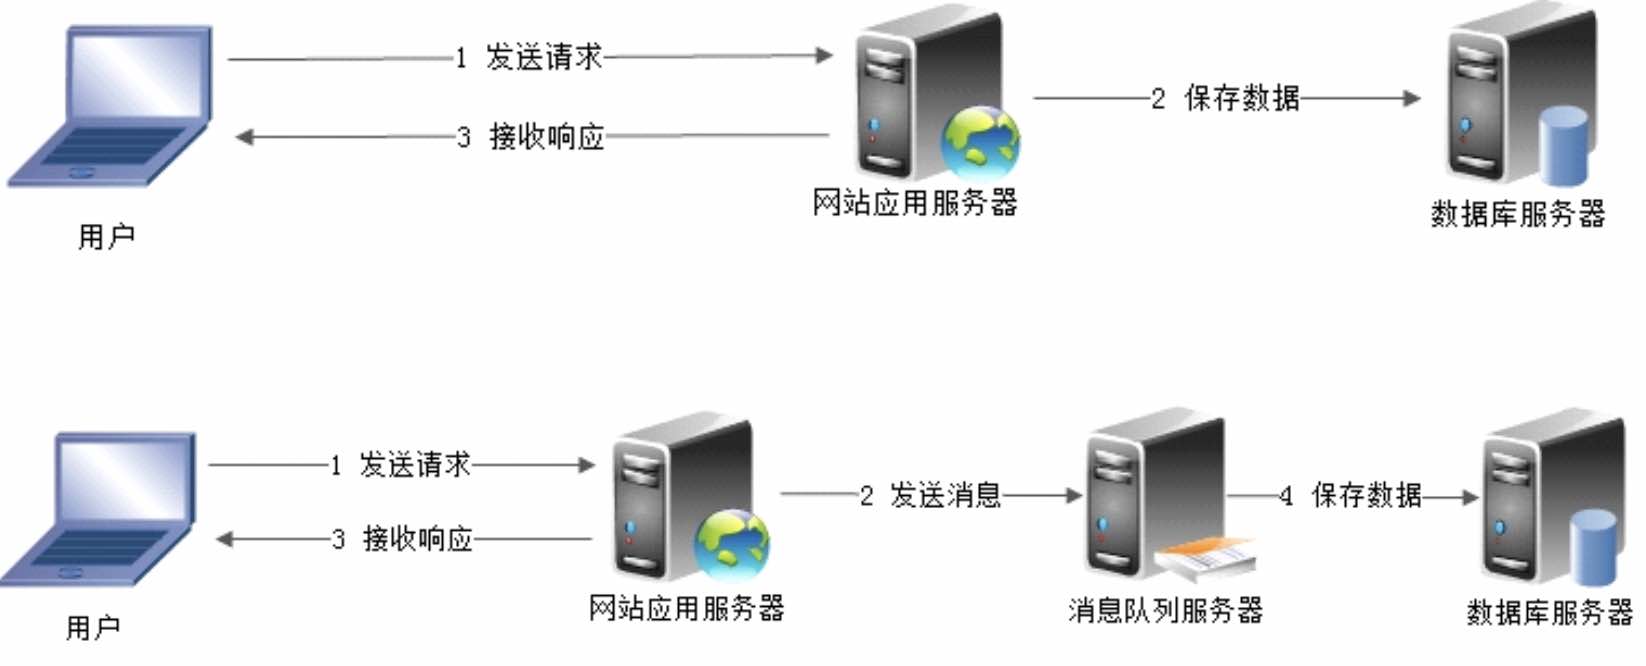 1 发送请求
2 保存数据
3 接收响应
用户
网站应用服务器
数据库服务器
1 发送请求
2 发送消息
4 保存数据
3 接收响应
用户
网站应用服务器
消息队列服务器
数据库服务器